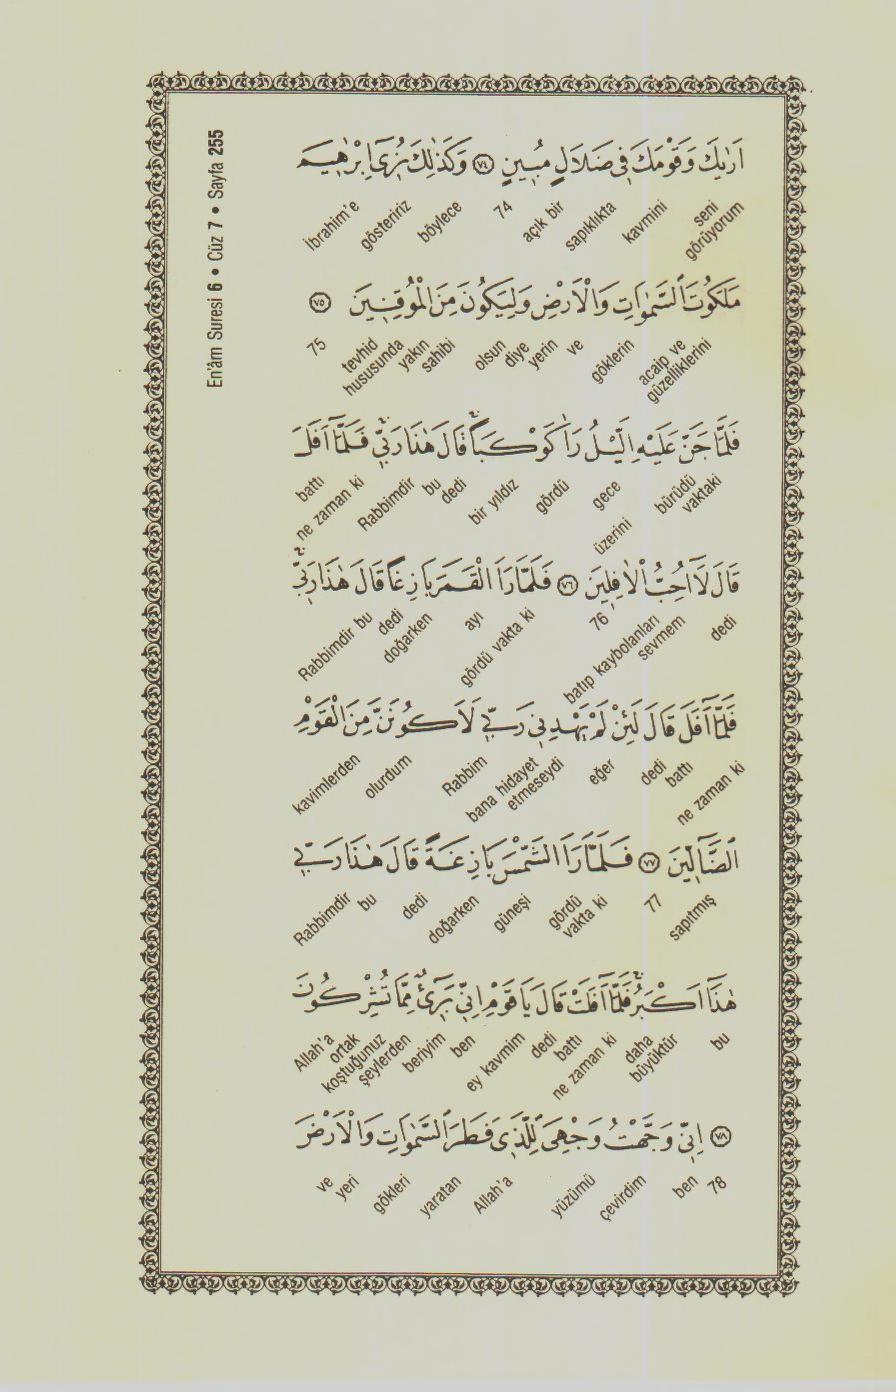 En'âm Suresi 6 • Cüz 7 • Sayfa 255
اَرٰيكَ وَقَوْمَكَ فٖى ضَلَالٍ مُبٖينٍ ﴿٧٤﴾ وَكَذٰلِكَ نُرٖٓى اِبْرٰهٖيمَ
seni görüyorum kavmini sapıklıkta açık bir 74 böylece gösteririz İbrahim'e
مَلَكُوتَ السَّمٰوَاتِ وَالْاَرْضِ وَلِيَكُونَ مِنَ الْمُوقِنٖينَ ﴿٧٥﴾
acaip ve güzelliklerini göklerin ve yerin diye olsun yakın sahibi tevhid hususunda 75
فَلَمَّا جَنَّ عَلَيْهِ الَّيْلُ رَاٰ كَوْكَبًا قَالَ هٰذَا رَبّٖى فَلَمَّٓا اَفَلَ
vaktaki bürüdü üzerini gece gördü bir yıldız dedi bu Rabbimdir ne zaman ki battı
قَالَ لَٓا اُحِبُّ الْاٰفِلٖينَ ﴿٧٦﴾ فَلَمَّا رَاَ الْقَمَرَ بَازِغًا قَالَ هٰذَا رَبّٖى
dedi sevmem batıp kaybolanları 76 gördü vakta ki ayı doğarken dedi Rabbimdir bu
فَلَمَّٓا اَفَلَ قَالَ لَئِنْ لَمْ يَهْدِنٖى رَبّٖى لَاَكُونَنَّ مِنَ الْقَوْمِ
ne zaman ki battı dedi eğer bana hidayet etmeseydi Rabbim olurdum kavimlerden
الضَّٓالّٖينَ ﴿٧٧﴾ فَلَمَّا رَاَ الشَّمْسَ بَازِغَةً قَالَ هٰذَا رَبّٖى
sapıtmış 77 gördü vakta ki güneşi doğarken dedi bu Rabbimdir
هٰذَٓا اَكْبَرُ فَلَمَّٓا اَفَلَتْ قَالَ يَا قَوْمِ اِنّٖى بَرٖٓىءٌ مِمَّا تُشْرِكُونَ
bu daha büyüktür ne zaman ki battı dedi ey kavmim ben beriyim Allah'a ortak koştuğunuz şeylerden
﴿٧٨﴾ اِنّٖى وَجَّهْتُ وَجْهِىَ لِلَّذٖى فَطَرَ السَّمٰوَاتِ وَالْاَرْضَ
78 ben çevirdim yüzümü Allah'a yaratan gökleri ve yeri